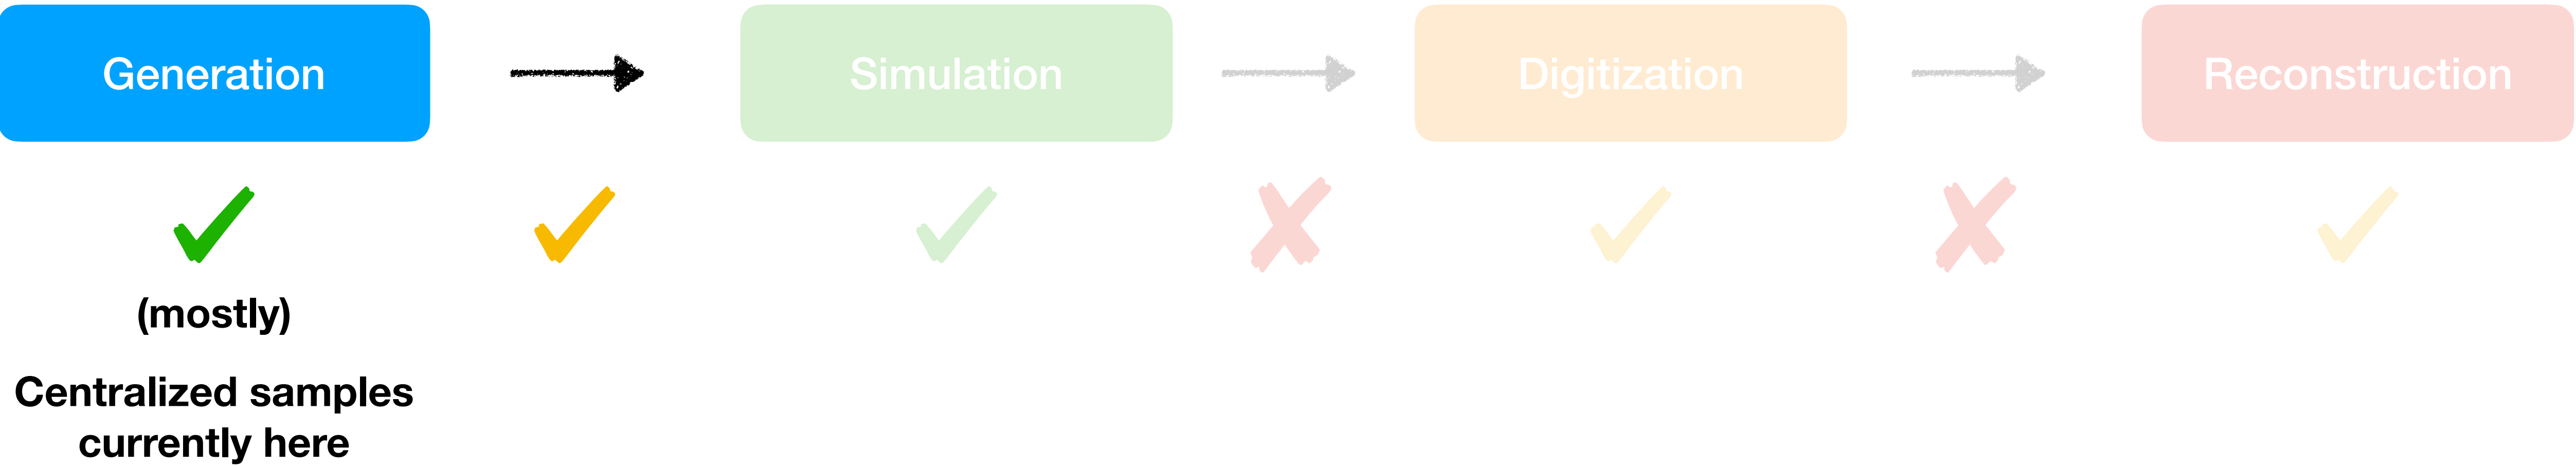 Generation
Simulation
Digitization
Reconstruction
(mostly)
Centralized samples
currently here